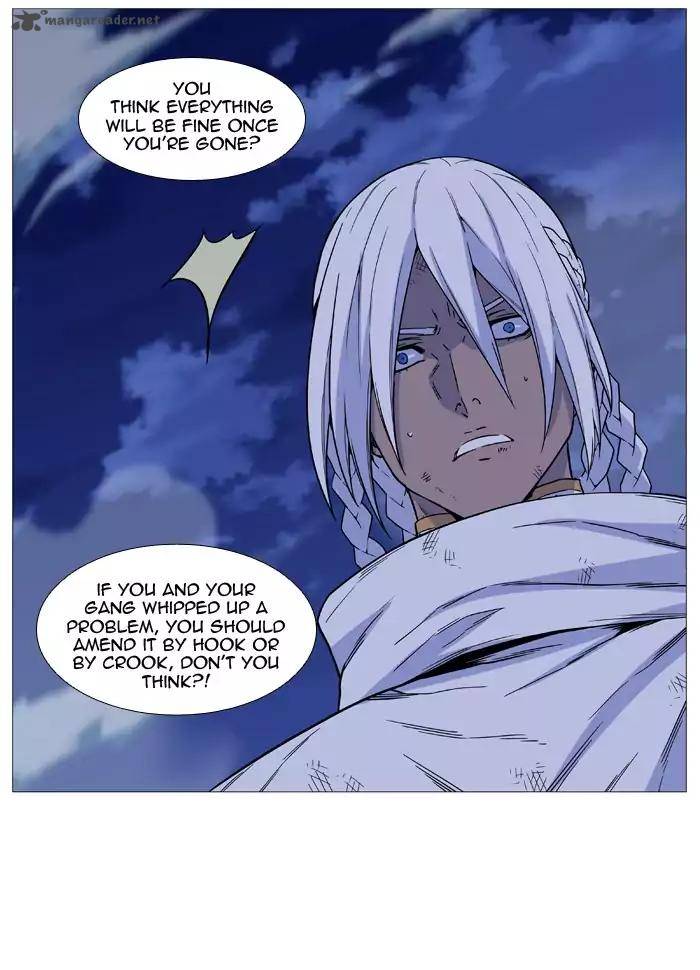 mangareader.net
YOU
THINK EVERYTHING
WILL BE FINE ONCE
YOU'RE GONE?
IF YOU AND YOUR
GANG WHIPPED UP A
PROBLEM, YOU SHOULD
AMEND IT BY HOOK OR
BY CROOK, DON'T YOU
THINK?!